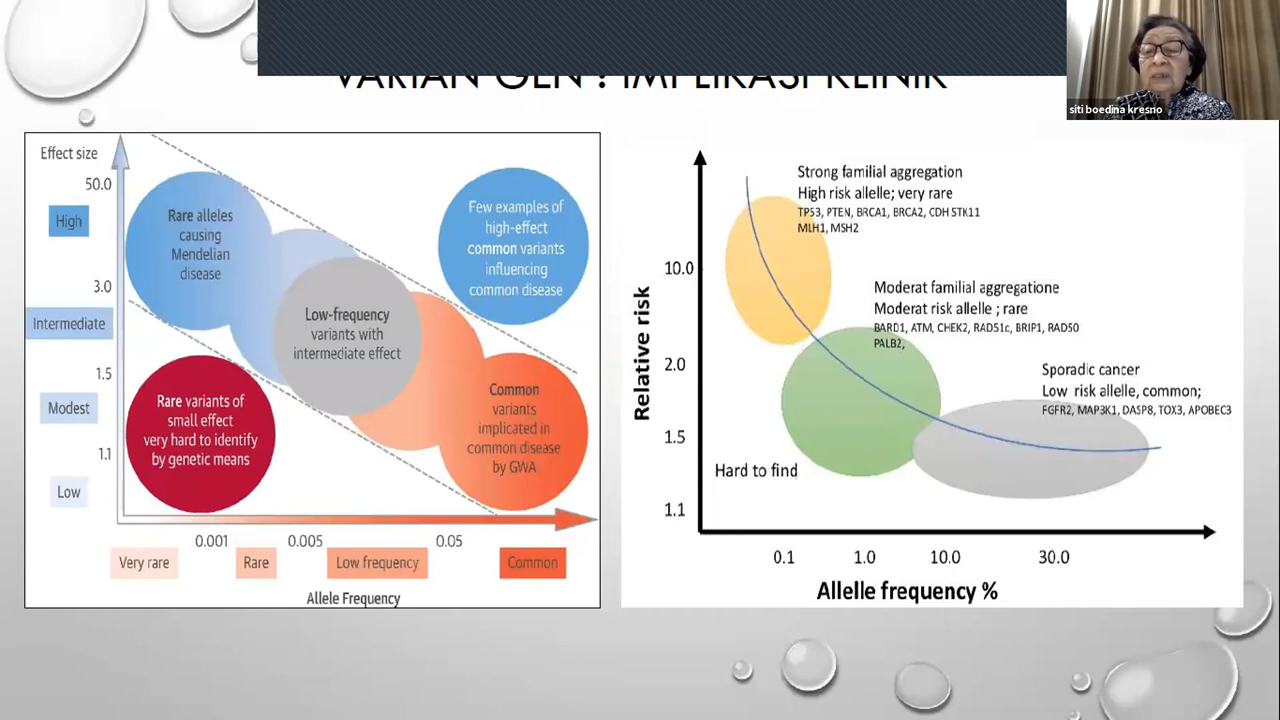 VARIAN GEN : IMPLIKASI KLINIK
siti boedina kresno
Effect size
50.0
High
3.0
Intermediate
1.5
Modest
1.1
Low
Rare alleles
causing
Mendelian
disease
Few examples of
high-effect
common variants
influencing
common disease
Low-frequency
variants with
intermediate effect
Rare variants of
small effect
very hard to identify
by genetic means
Common
variants
implicated in
common disease
by GWA
0.001
0.005
0.05
Very rare
Rare
Low frequency
Common
Allele Frequency
Relative risk
10.0
2.0
1.5
1.1
Strong familial aggregation
High risk allele; very rare
TP53, PTEN, BRCA1, BRCA2, CDH STK11
MLH1, MSH2
Moderat familial aggregatione
Moderat risk allele ; rare
BARD1, ATM, CHEK2, RAD51c, BRIP1, RAD50
PALB2,
Sporadic cancer
Low risk allele, common;
FGFR2, MAP3K1, DASP8, TOX3, APOBEC3
Hard to find
0.1
1.0
10.0
30.0
Allelle frequency %